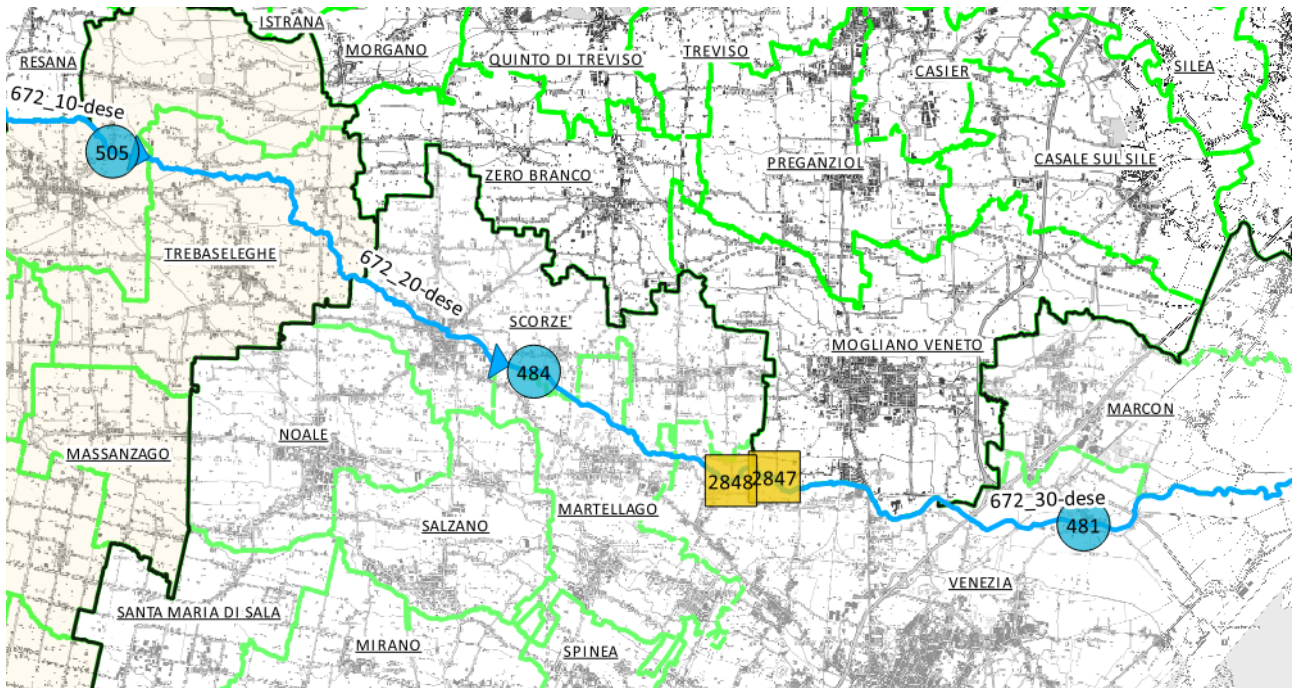 ISTRANA
MORGANO
RESANA
QUINTO DI TREVISO
TREVISO
CASIER
SILEA
672_10-dese
505
ZERO BRANCO
PREGANZIOL
CASALE SUL SILE
TREBASELEGHE
672_20-dese
SCORZE'
484
MOGLIANO VENETO
MARCON
NOALE
MASSANZAGO
2848
2847
672_30-dese
481
SALZANO
MARTELLAGO
VENEZIA
SANTA MARIA DI SALA
MIRANO
SPINEA